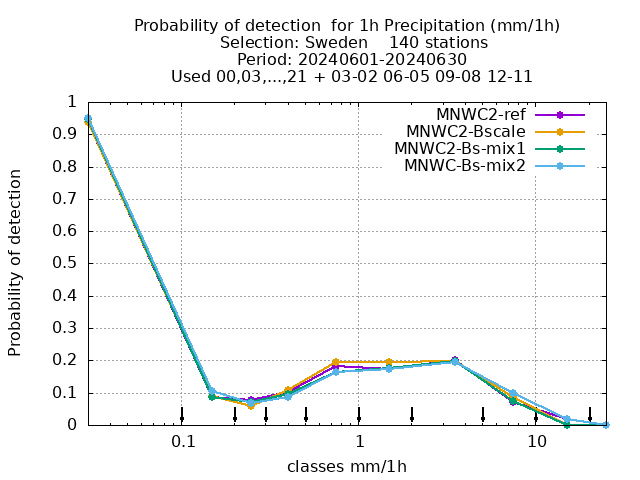 Probability of detection  for 1h Precipitation (mm/1h)
Selection: Sweden    140 stations
Period: 20240601-20240630
Used 00,03,...,21 + 03-02 06-05 09-08 12-11
MNWC2-ref
MNWC2-Bscale
MNWC2-Bs-mix1
MNWC-Bs-mix2
Probability of detection
1
0.9
0.8
0.7
0.6
0.5
0.4
0.3
0.2
0.1
0
0.1 1 10
classes mm/1h